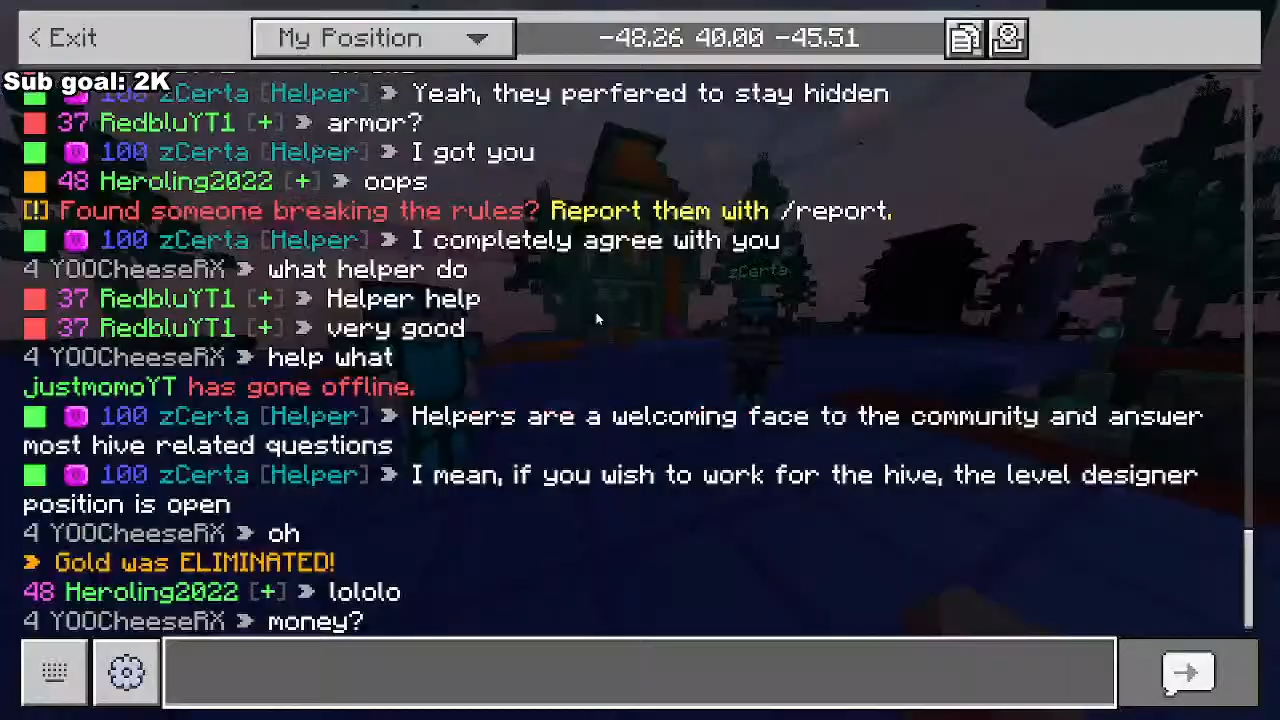 < Exit
My Position
-48.26 40.00 -45.51
Sub goal: 2K
100 zCerta [Helper] » Yeah, they perfered to stay hidden
37 RedbluYT1 [+] » armor?
100 zCerta [Helper] » I got you
48 Heroling2022 [+] » oops
[!] Found someone breaking the rules? Report them with /report.
100 zCerta [Helper] » I completely agree with you
4 YOOCheeseRX » what helper do
zCerta
37 RedbluYT1 [+] » Helper help
37 RedbluYT1 [+] » very good
4 YOOCheeseRX » help what
justmomoYT has gone offline.
100 zCerta [Helper] » Helpers are a welcoming face to the community and answer
most hive related questions
100 zCerta [Helper] » I mean, if you wish to work for the hive, the level designer
position is open
4 YOOCheeseRX » oh
» Gold was ELIMINATED!
48 Heroling2022 [+] » lololo
4 YOOCheeseRX » money?